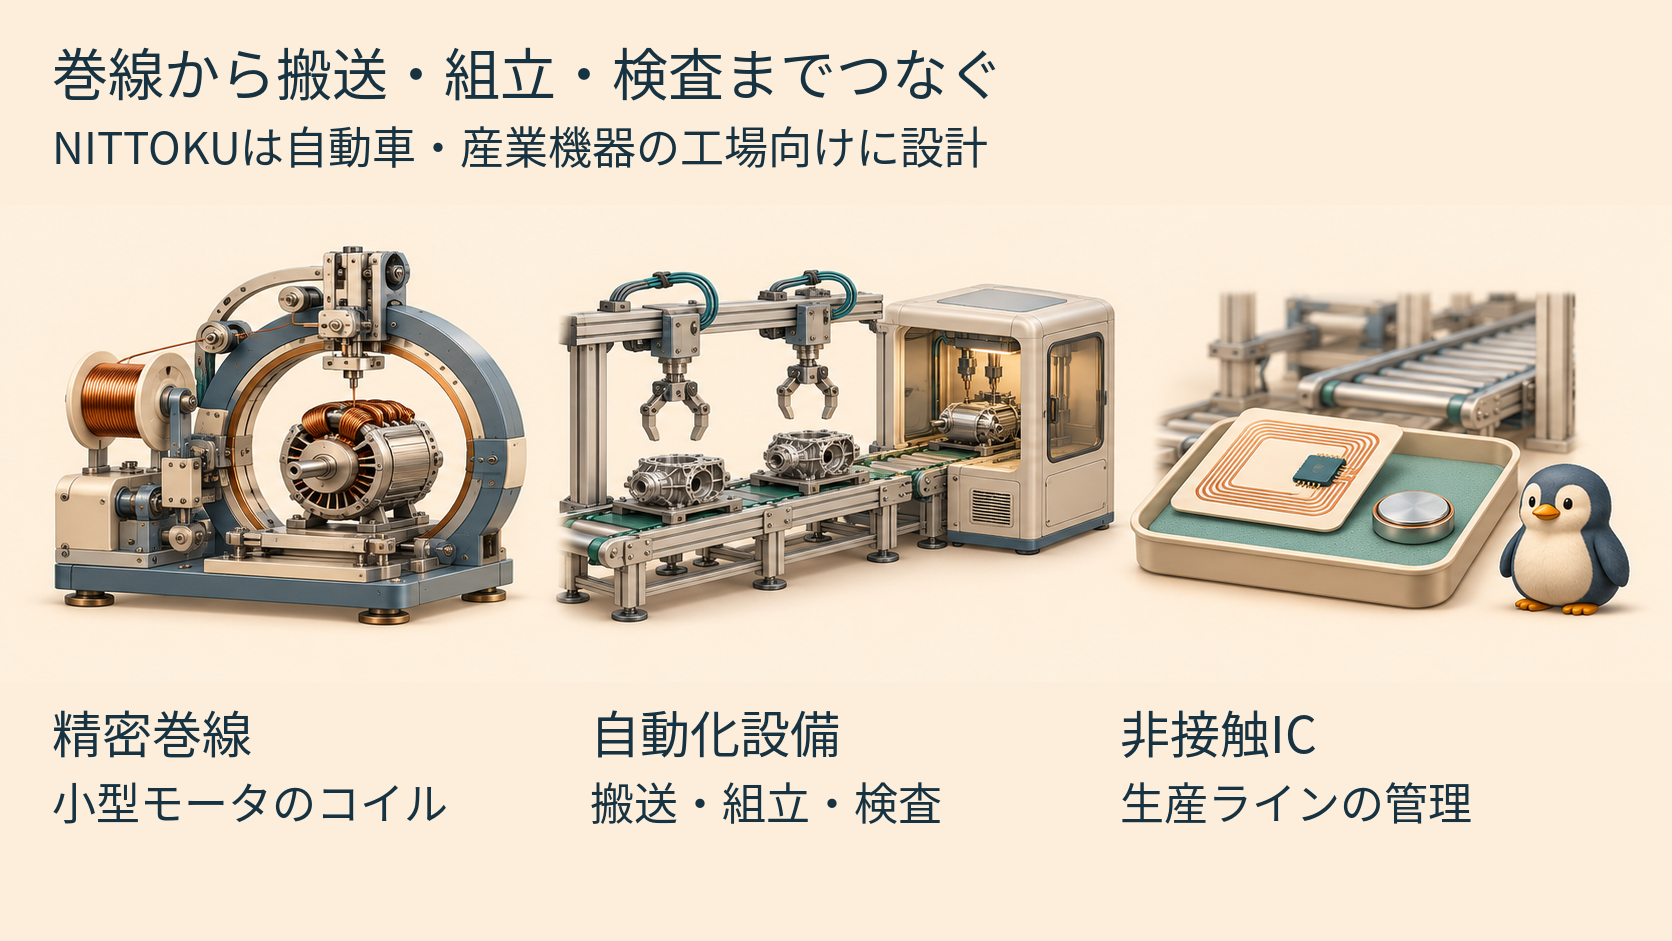 巻線から搬送・組立・検査までつなぐ
NITTOKUは自動車・産業機器の工場向けに設計
精密巻線
小型モータのコイル
自動化設備
搬送・組立・検査
非接触IC
生産ラインの管理